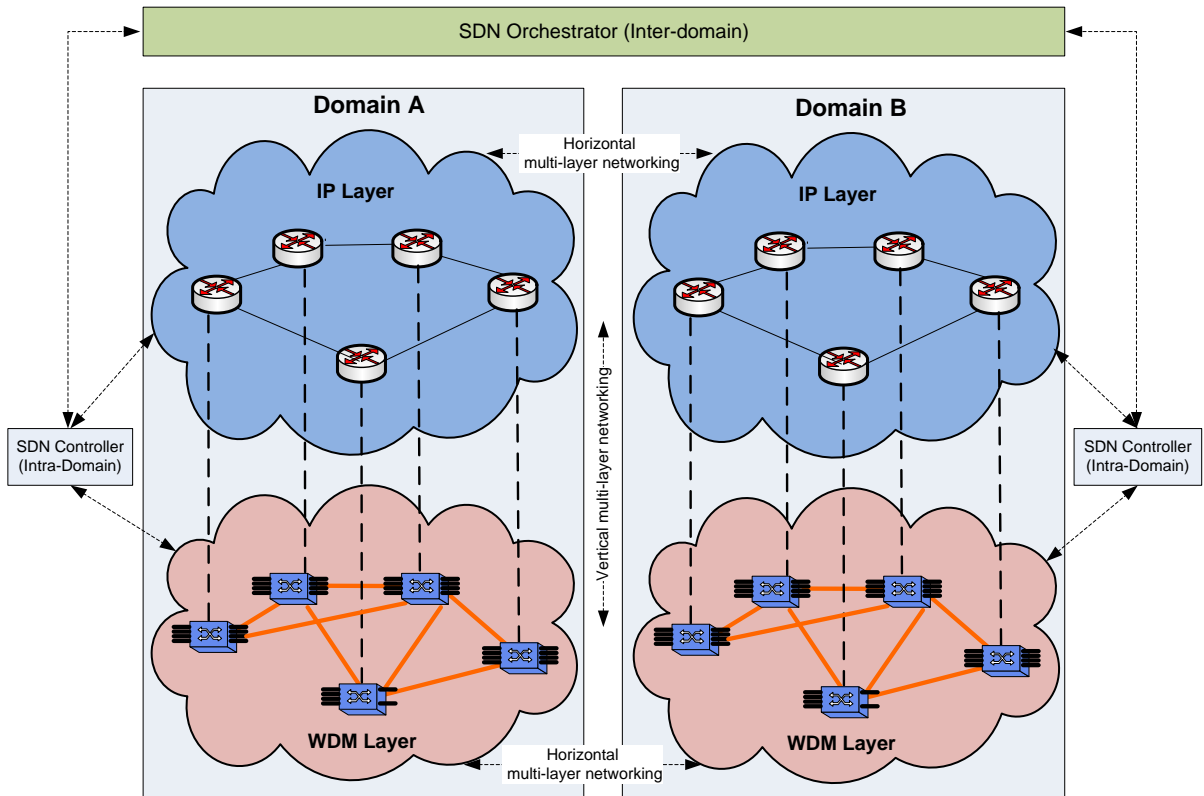 SDN Orchestrator (Inter-domain)
Domain A
Domain B
Horizontal
multi-layer networking
IP Layer
IP Layer
Vertical multi-layer networking
SDN Controller
(Intra-Domain)
SDN Controller
(Intra-Domain)
WDM Layer
WDM Layer
Horizontal
multi-layer networking